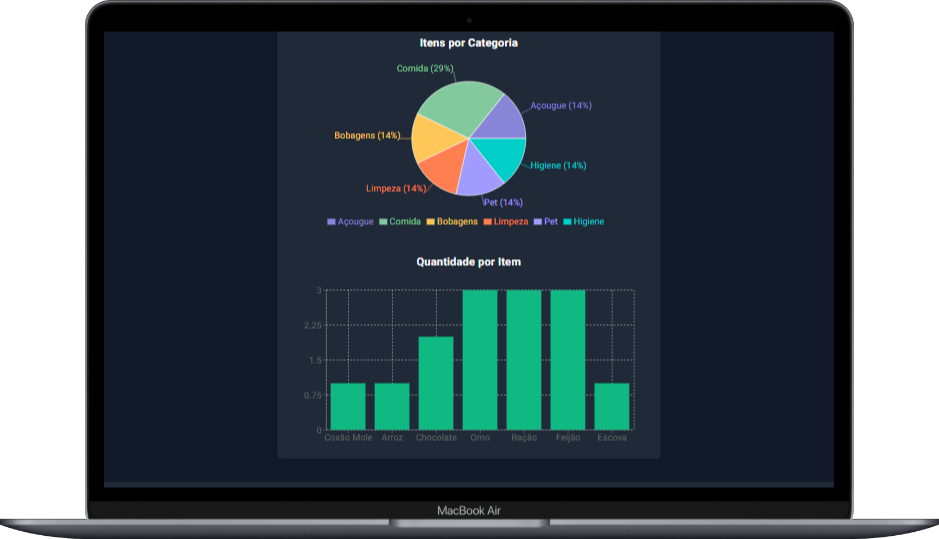 Itens por Categoria
Comida (29%)
Açougue (14%)
Bobagens (14%)
Higiene (14%)
Limpeza (14%)
Pet (14%)
Açougue Comida Bobagens Limpeza Pet Higiene
Quantidade por Item
3
2.25
1.5
0.75
0
Coxão Mole Arroz Chocolate Omo Ração Feijão Escova
MacBook Air